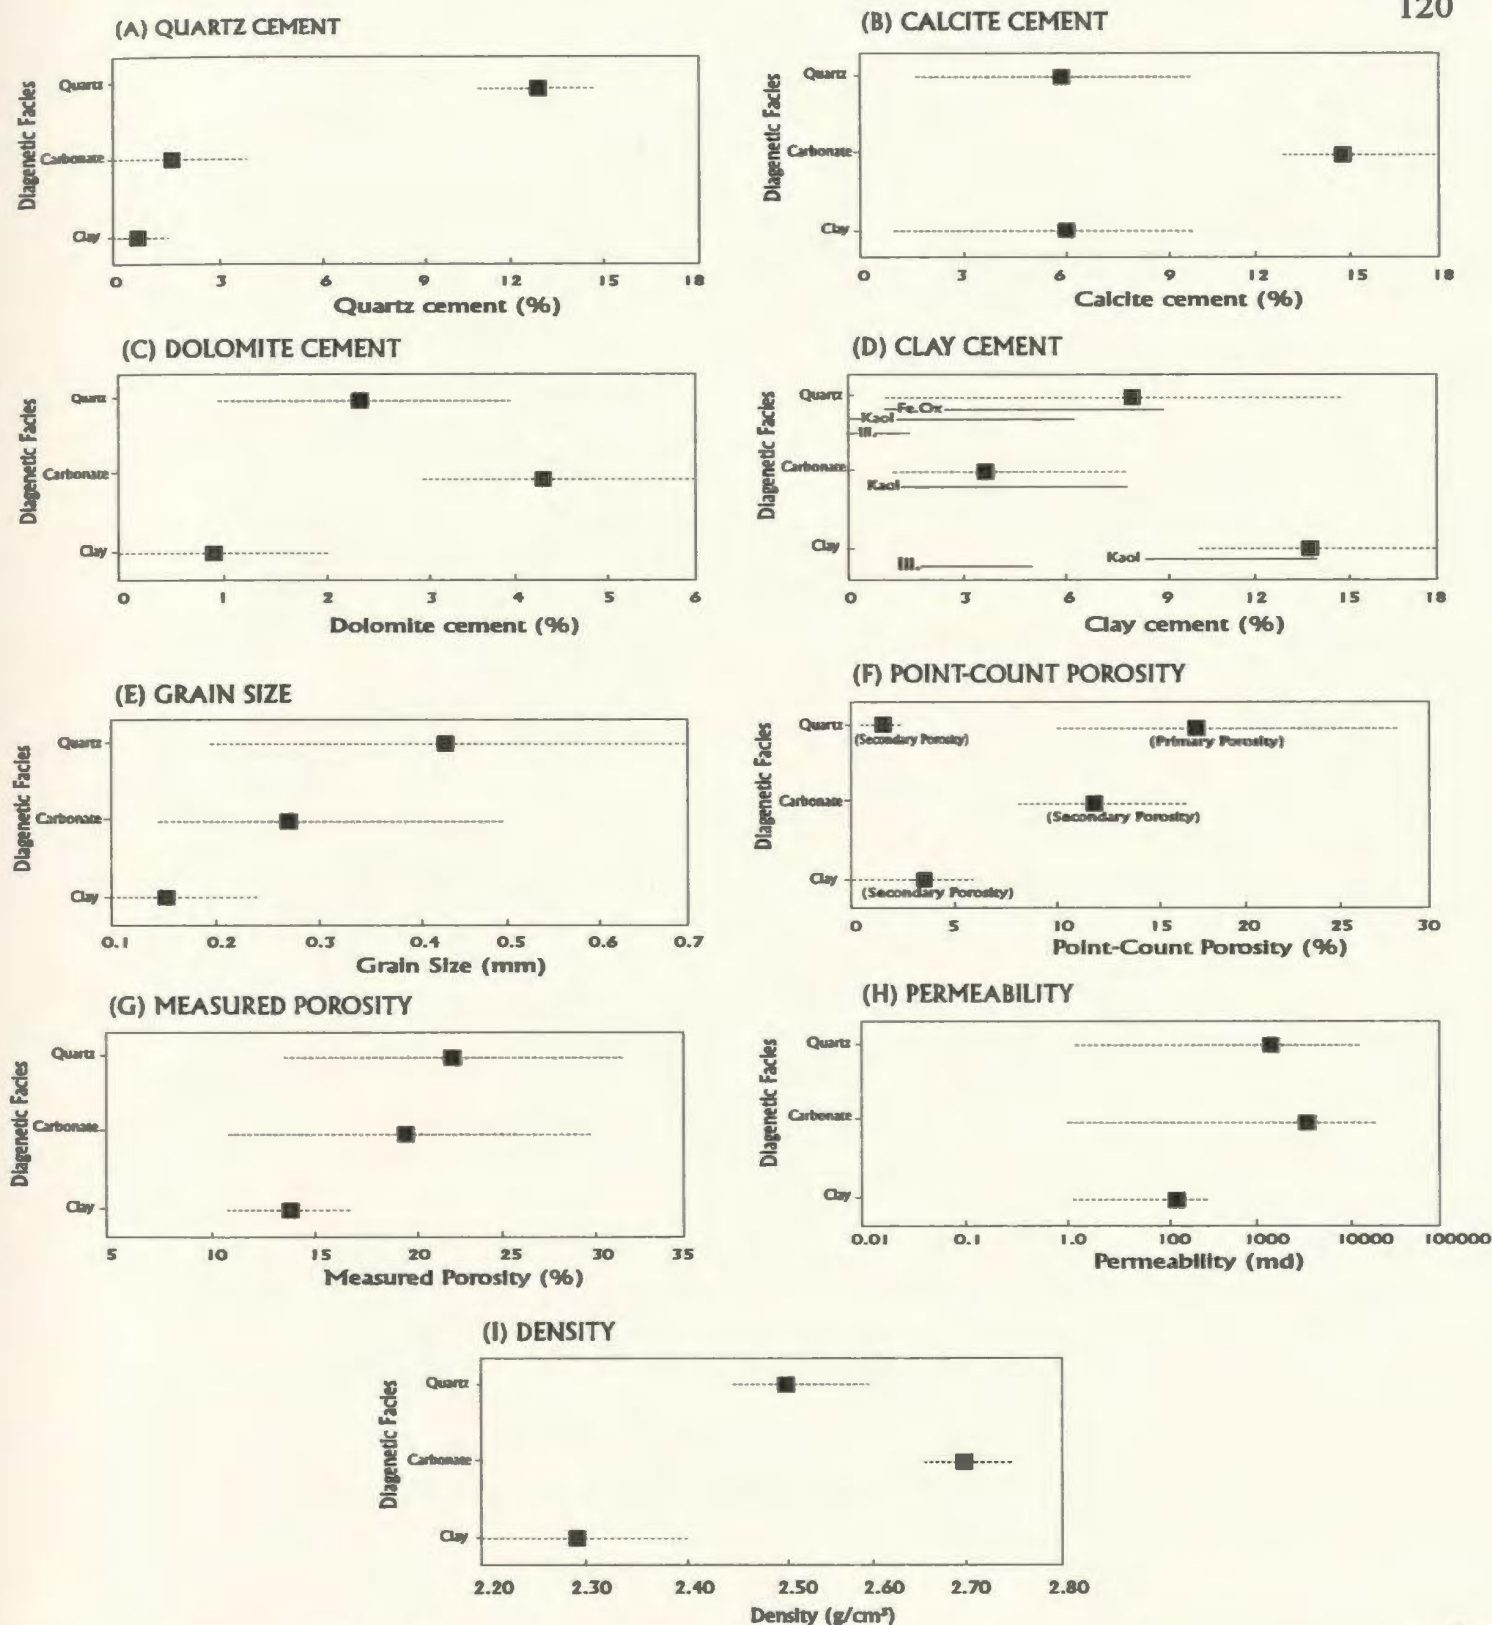 120
(A) QUARTZ CEMENT
Diagenetic Facies
Quartz
Carbonate
Clay
0 3 6 9 12 15 18
Quartz cement (%)
(B) CALCITE CEMENT
Diagenetic Facies
Quartz
Carbonate
Clay
0 3 6 9 12 15 18
Calcite cement (%)
(C) DOLOMITE CEMENT
Diagenetic Facies
Quartz
Carbonate
Clay
0 1 2 3 4 5 6
Dolomite cement (%)
(D) CLAY CEMENT
Diagenetic Facies
Quartz
Fe.Ox
Kaol
Ill.
Carbonate
Kaol
Clay
Kaol
Ill.
0 3 6 9 12 15 18
Clay cement (%)
(E) GRAIN SIZE
Diagenetic Facies
Quartz
Carbonate
Clay
0.1 0.2 0.3 0.4 0.5 0.6 0.7
Grain Size (mm)
(F) POINT-COUNT POROSITY
Diagenetic Facies
Quartz
(Secondary Porosity) (Primary Porosity)
Carbonate
(Secondary Porosity)
Clay
(Secondary Porosity)
0 5 10 15 20 25 30
Point-Count Porosity (%)
(G) MEASURED POROSITY
Diagenetic Facies
Quartz
Carbonate
Clay
5 10 15 20 25 30 35
Measured Porosity (%)
(H) PERMEABILITY
Diagenetic Facies
Quartz
Carbonate
Clay
0.01 0.1 1.0 100 1000 10000 100000
Permeability (md)
(I) DENSITY
Diagenetic Facies
Quartz
Carbonate
Clay
2.20 2.30 2.40 2.50 2.60 2.70 2.80
Density (g/cm³)